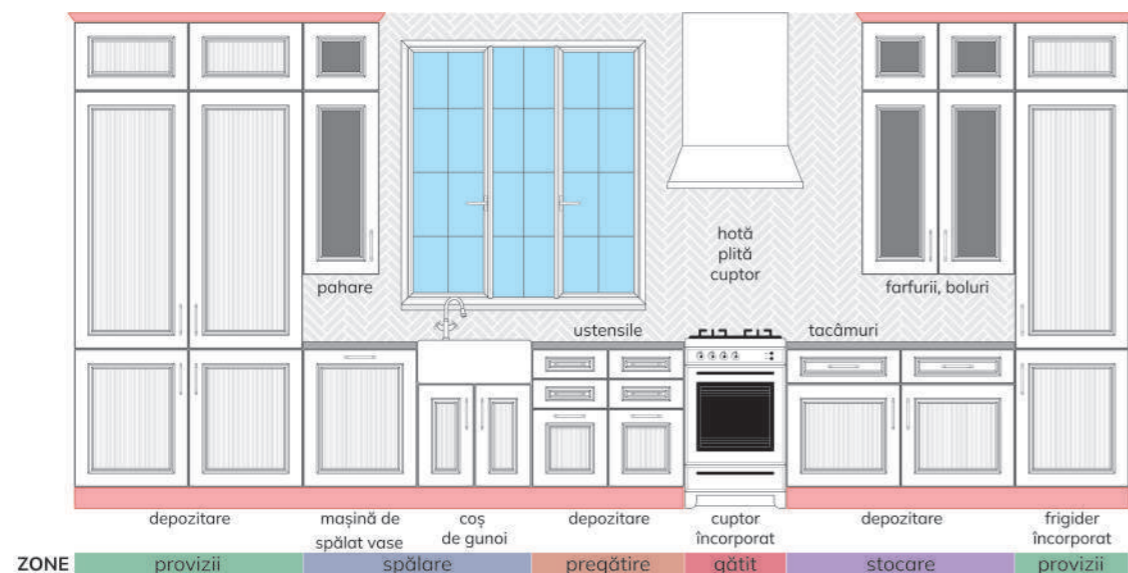 hotă
plită
cuptor
pahare
farfurii, boluri
ustensile
tacâmuri
depozitare
mașină de
spălat vase
coș
de gunoi
depozitare
cuptor
încorporat
depozitare
frigider
încorporat
ZONE provizii spălare pregătire gătit stocare provizii